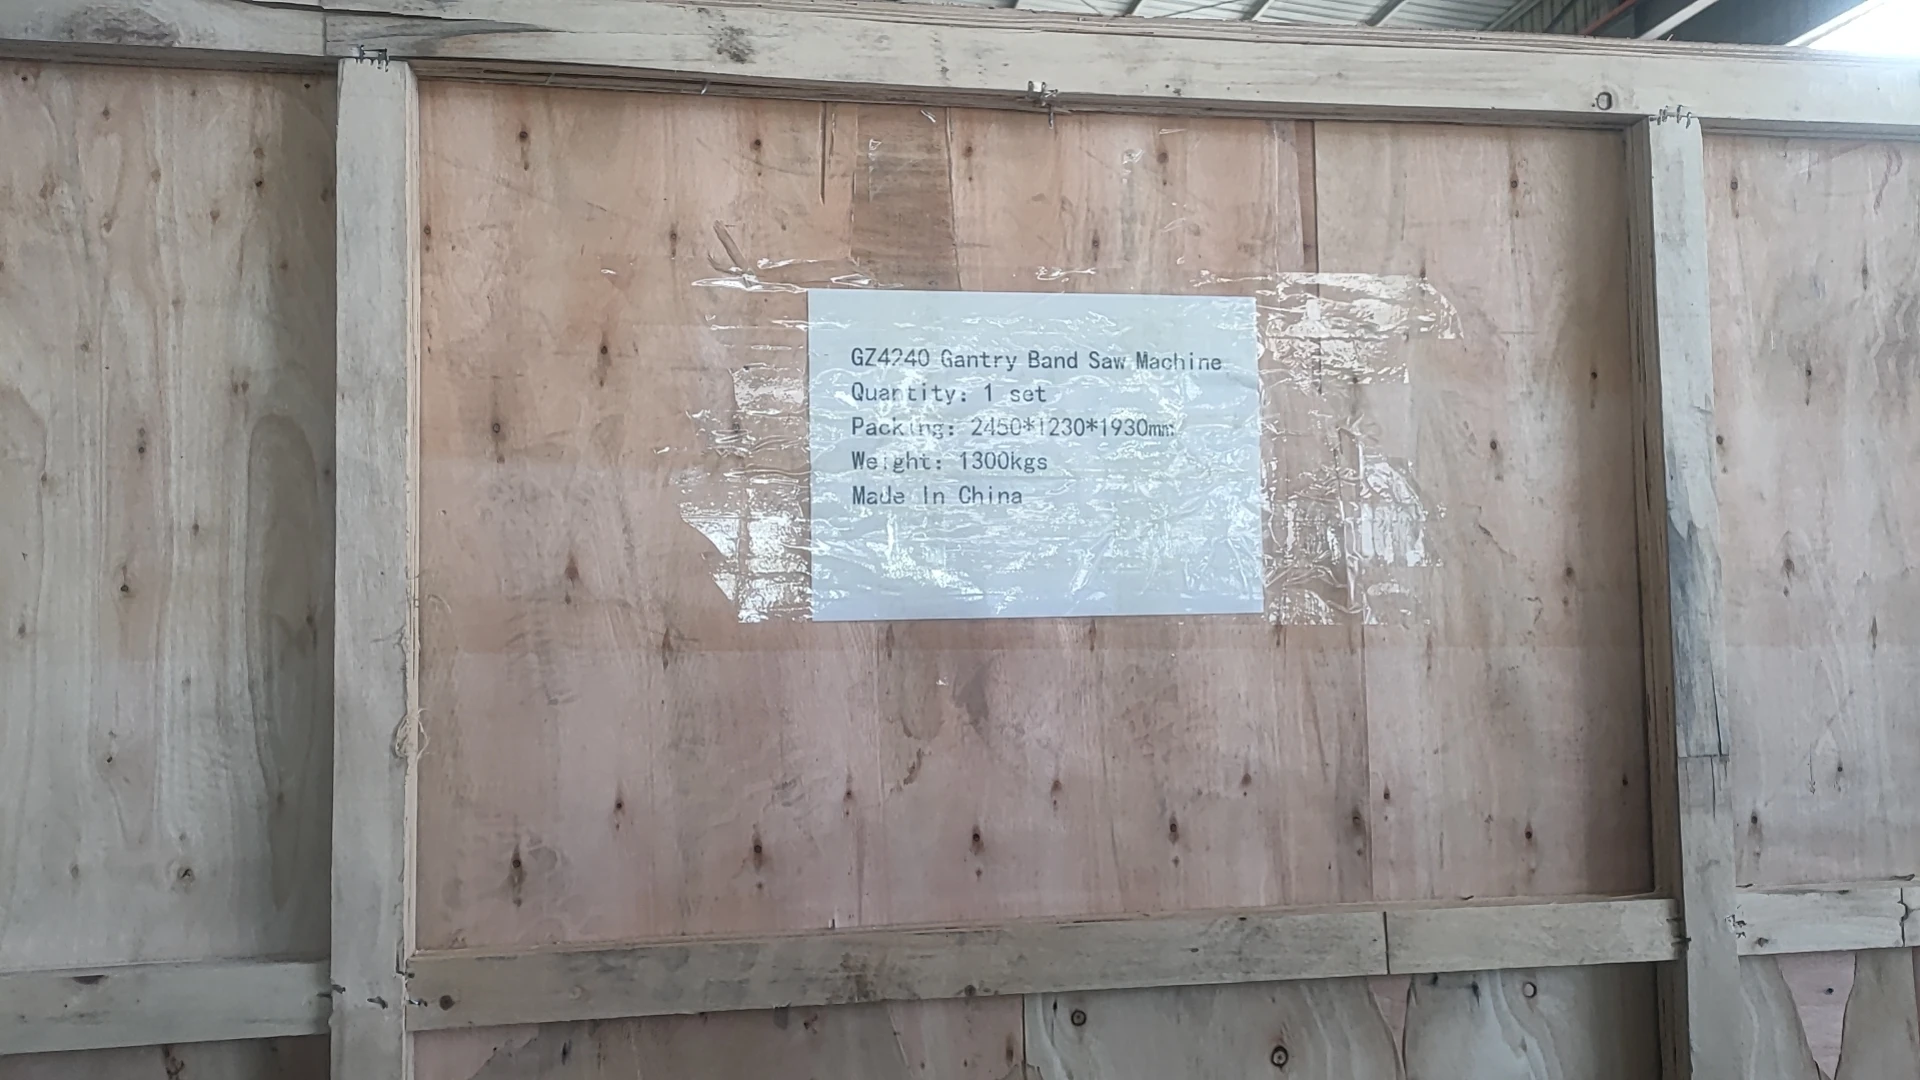 GZ4240 Gantry Band Saw Machine
Quantity: 1 set
Packing: 2450*1230*1930mm
Weight: 1300kgs
Made In China